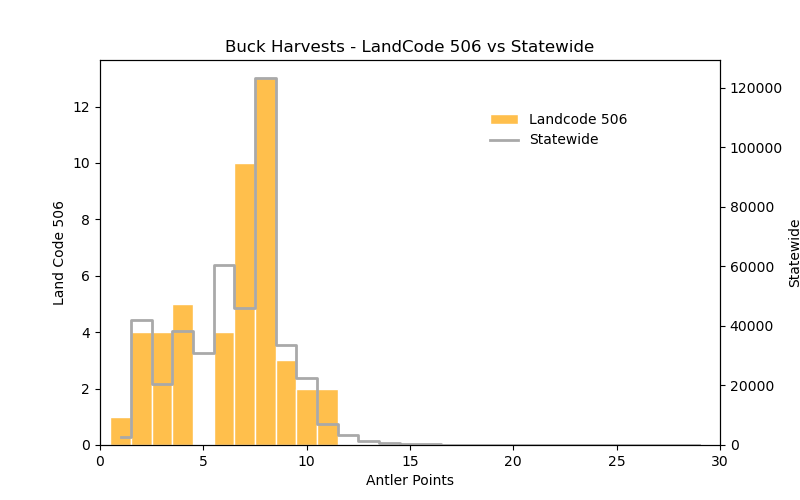 Buck Harvests - LandCode 506 vs Statewide
Land Code 506
12
10
8
6
4
2
0
Landcode 506
Statewide
120000
100000
80000
60000
40000
20000
0
Statewide
0 5 10 15 20 25 30
Antler Points